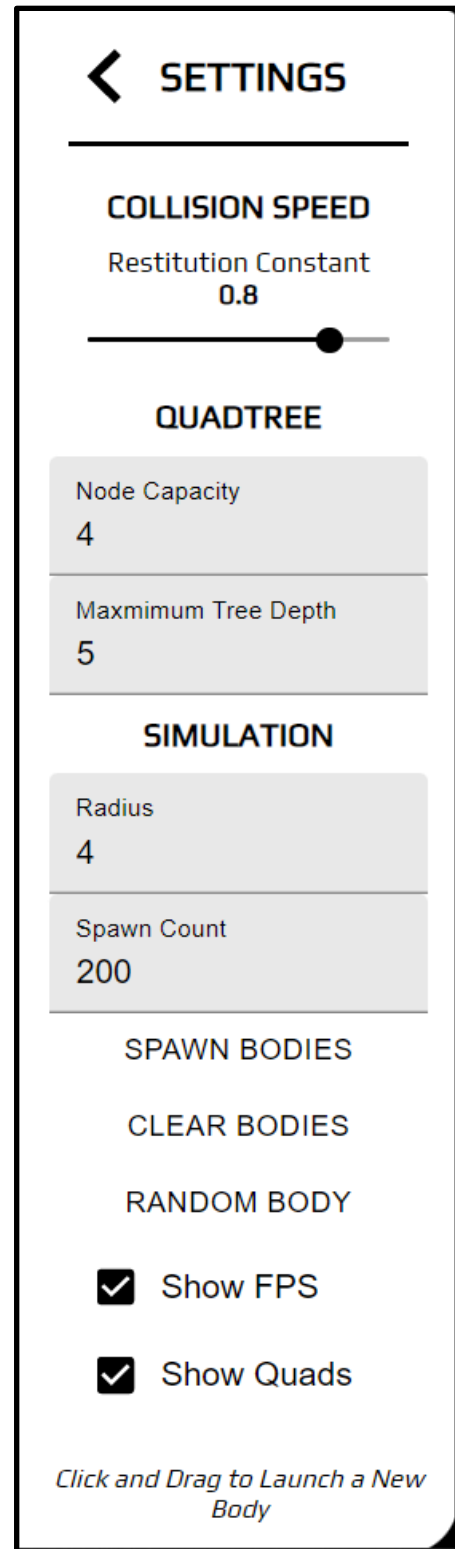 SETTINGS
COLLISION SPEED
Restitution Constant
0.8
QUADTREE
Node Capacity
4
Maxmimum Tree Depth
5
SIMULATION
Radius
4
Spawn Count
200
SPAWN BODIES
CLEAR BODIES
RANDOM BODY
Show FPS
Show Quads
Click and Drag to Launch a New
Body